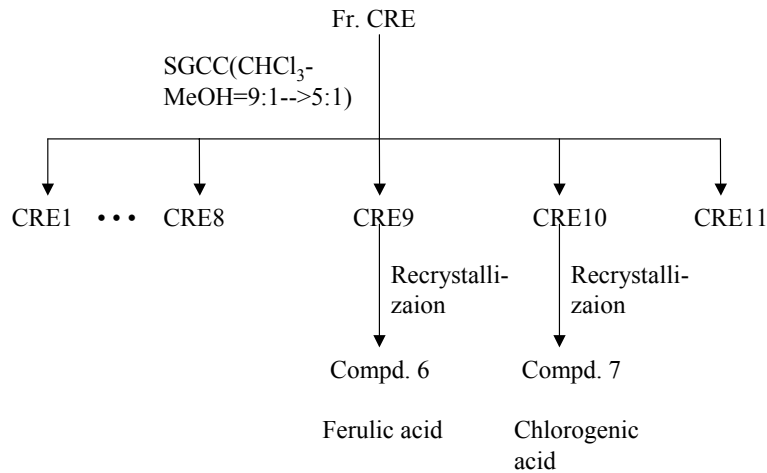 Fr. CRE
SGCC(CHCl₃-
MeOH=9:1-->5:1)
CRE1 • • • CRE8 CRE9 CRE10 CRE11
Recrystalli-
zaion
Recrystalli-
zaion
Compd. 6 Compd. 7
Ferulic acid
Chlorogenic
acid